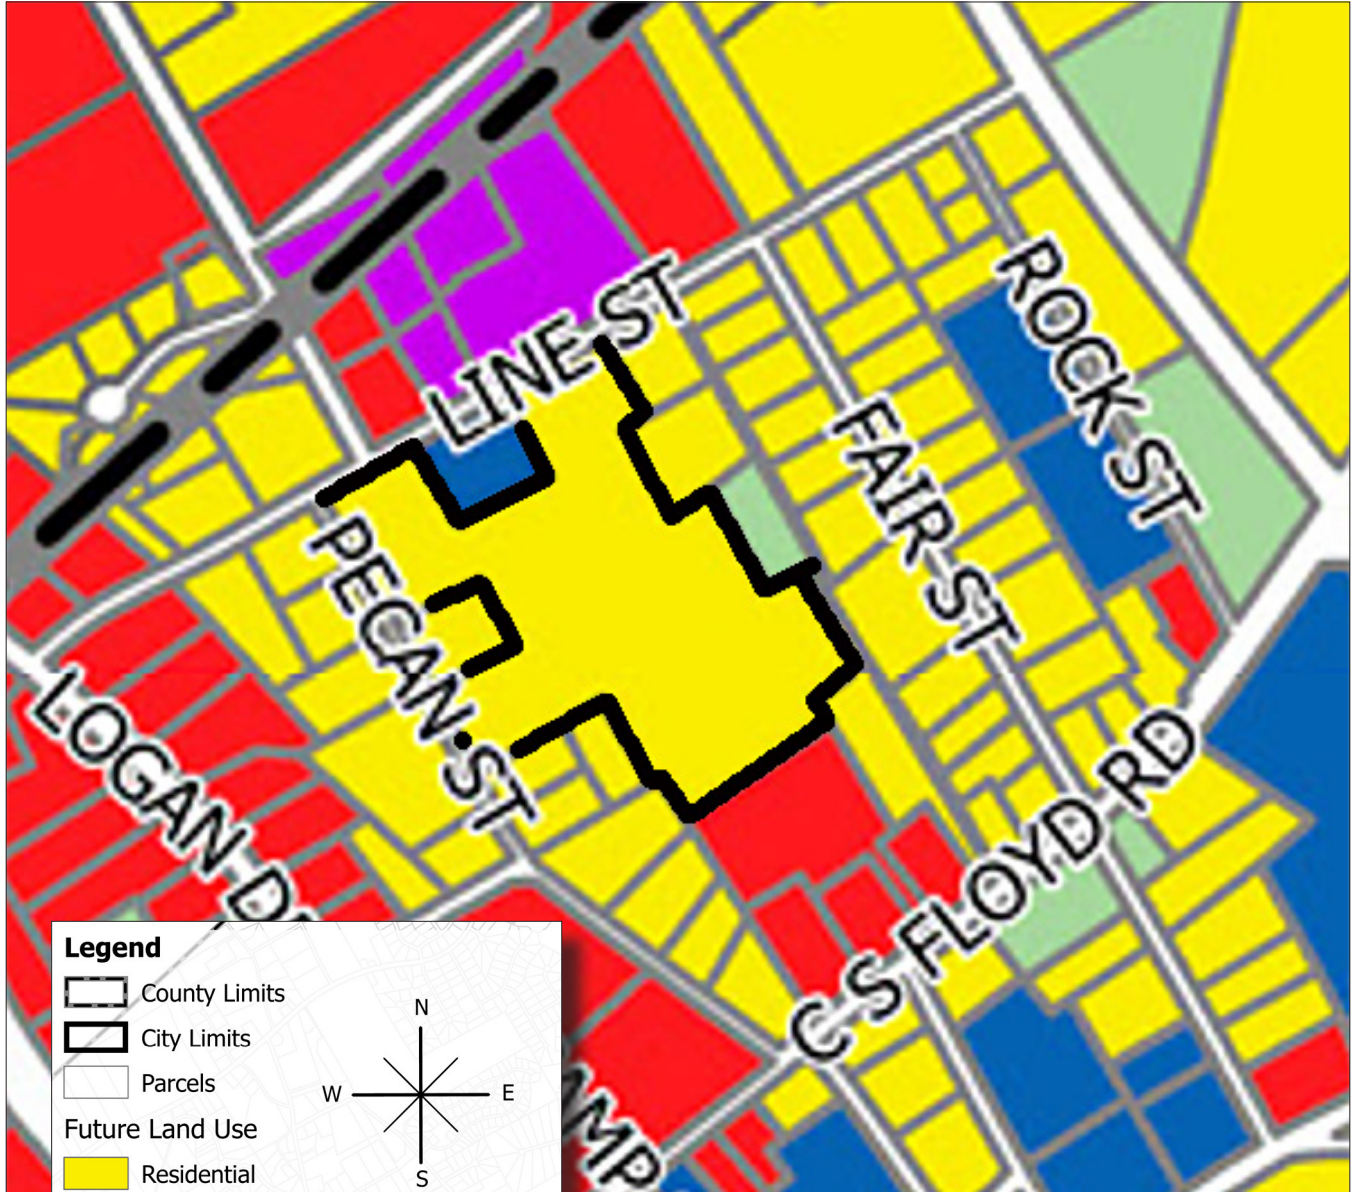 LINE ST
ROCK ST
FAIR ST
PECAN ST
LOGAN D
C S FLOYD RD
AMP
Legend
County Limits
City Limits
Parcels
Future Land Use
Residential
N
W
E
S